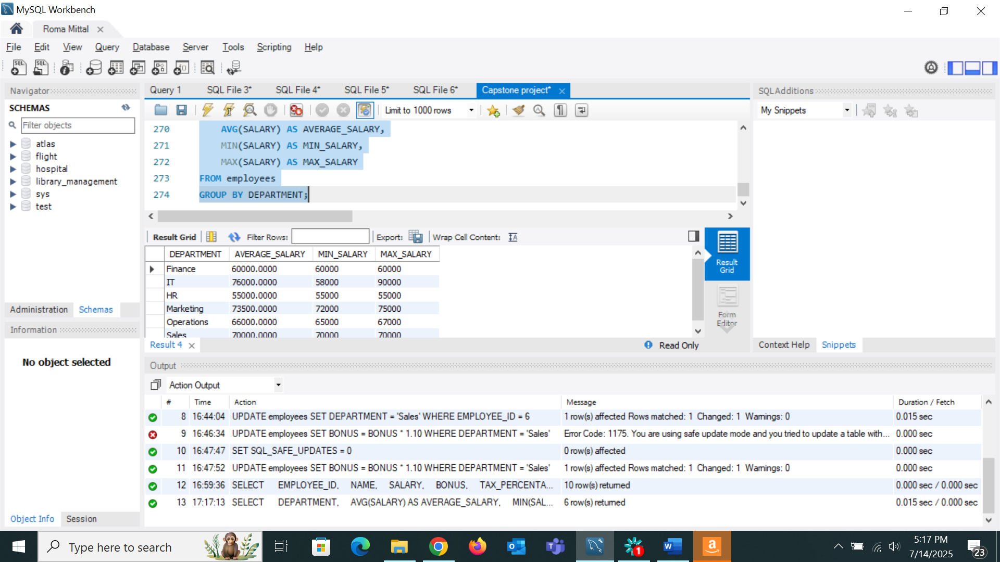 MySQL Workbench
Roma Mittal
File Edit View Query Database Server Tools Scripting Help
Navigator
SCHEMAS
Filter objects
atlas
flight
hospital
library_management
sys
test
Administration Schemas
Information
No object selected
Object Info Session
Query 1 SQL File 3* SQL File 4* SQL File 5* SQL File 6* Capstone project*
Limit to 1000 rows
270 AVG(SALARY) AS AVERAGE_SALARY,
271 MIN(SALARY) AS MIN_SALARY,
272 MAX(SALARY) AS MAX_SALARY
273 FROM employees
274 GROUP BY DEPARTMENT;
Result Grid Filter Rows: Export: Wrap Cell Content:
DEPARTMENT AVERAGE_SALARY MIN_SALARY MAX_SALARY
Finance 60000.0000 60000 60000
IT 76000.0000 58000 90000
HR 55000.0000 55000 55000
Marketing 73500.0000 72000 75000
Operations 66000.0000 65000 67000
Sales 70000.0000 70000 70000
Result
Grid
Form
Editor
Result 4 Read Only
SQLAdditions
My Snippets
Context Help Snippets
Output
Action Output
# Time Action Message Duration / Fetch
8 16:44:04 UPDATE employees SET DEPARTMENT = 'Sales' WHERE EMPLOYEE_ID = 6 1 row(s) affected Rows matched: 1 Changed: 1 Warnings: 0 0.015 sec
9 16:46:34 UPDATE employees SET BONUS = BONUS * 1.10 WHERE DEPARTMENT = 'Sales' Error Code: 1175. You are using safe update mode and you tried to update a table with... 0.000 sec
10 16:47:47 SET SQL_SAFE_UPDATES = 0 0 row(s) affected 0.000 sec
11 16:47:52 UPDATE employees SET BONUS = BONUS * 1.10 WHERE DEPARTMENT = 'Sales' 1 row(s) affected Rows matched: 1 Changed: 1 Warnings: 0 0.000 sec
12 16:59:36 SELECT EMPLOYEE_ID, NAME, SALARY, BONUS, TAX_PERCENTA... 10 row(s) returned 0.000 sec / 0.000 sec
13 17:17:13 SELECT DEPARTMENT, AVG(SALARY) AS AVERAGE_SALARY, MIN(SAL... 6 row(s) returned 0.015 sec / 0.000 sec
Type here to search
1
5:17 PM
7/14/2025
23